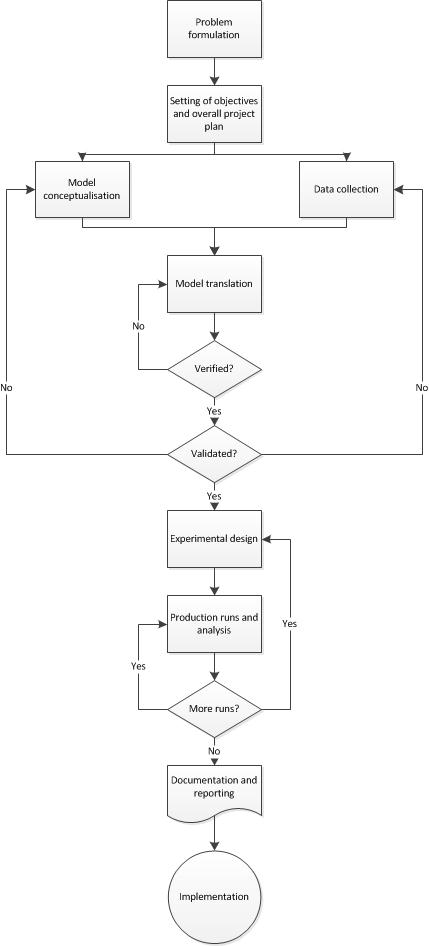 Problem
formulation
Setting of objectives
and overall project
plan
Model
conceptualisation
Data collection
Model translation
No
Verified?
No
No
Yes
Validated?
Yes
Experimental design
Production runs and
analysis
Yes
Yes
More runs?
No
Documentation and
reporting
Implementation